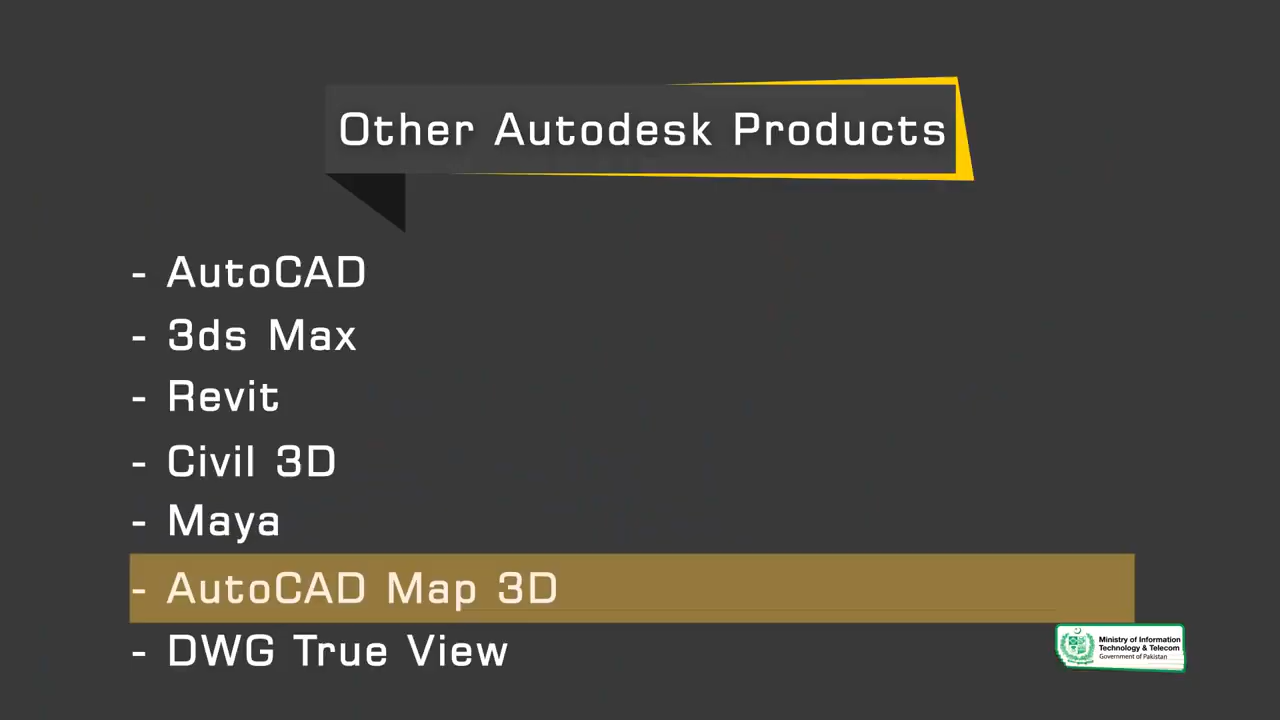 Other Autodesk Products
- AutoCAD
- 3ds Max
- Revit
- Civil 3D
- Maya
- AutoCAD Map 3D
- DWG True View
Ministry of Information
Technology & Telecom
Government of Pakistan